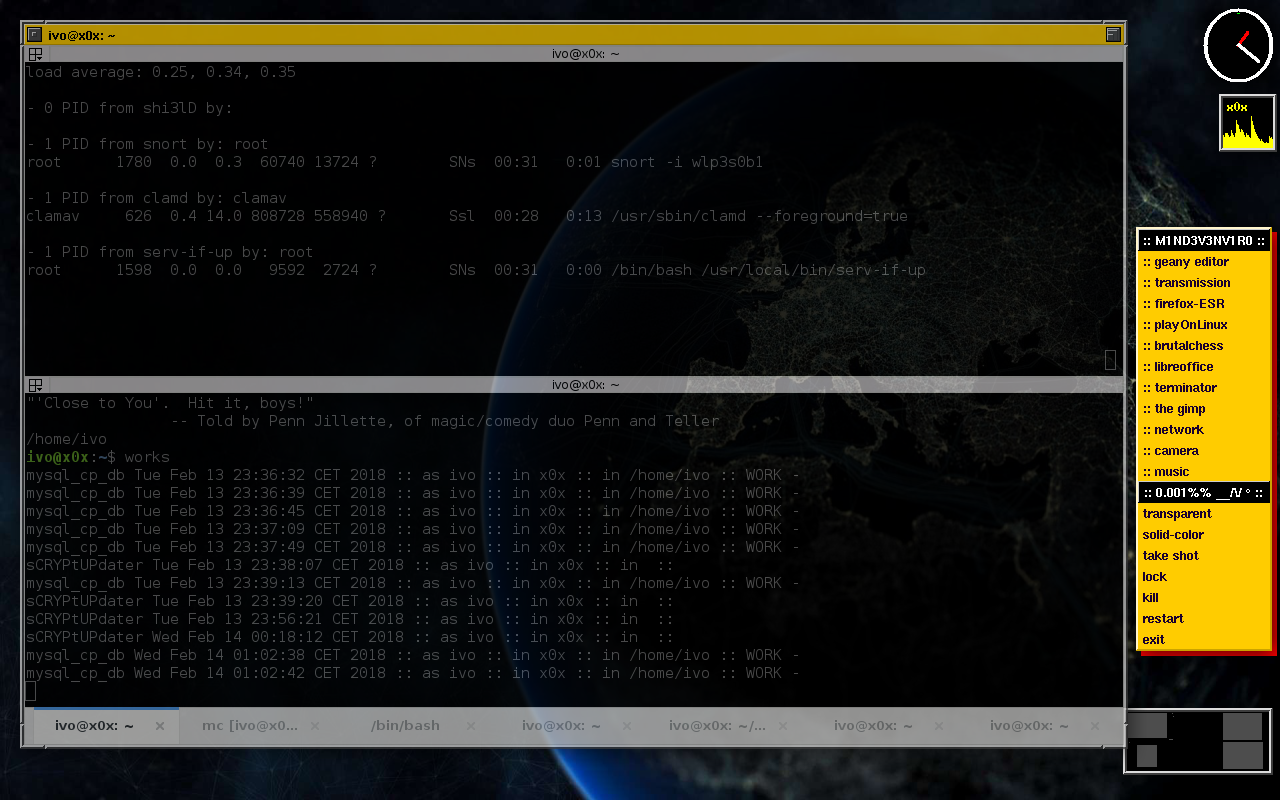 ivo@x0x: ~
ivo@x0x: ~
load average: 0.25, 0.34, 0.35
- 0 PID from shi3lD by:
- 1 PID from snort by: root
root      1780  0.0  0.3  60740 13724 ?        SNs  00:31   0:01 snort -i wlp3s0b1
- 1 PID from clamd by: clamav
clamav     626  0.4 14.0 808728 558940 ?       Ssl  00:28   0:13 /usr/sbin/clamd --foreground=true
- 1 PID from serv-if-up by: root
root      1598  0.0  0.0   9592  2724 ?        SNs  00:31   0:00 /bin/bash /usr/local/bin/serv-if-up
ivo@x0x: ~
"'Close to You'.  Hit it, boys!"
                -- Told by Penn Jillette, of magic/comedy duo Penn and Teller
/home/ivo
ivo@x0x:~$ works
mysql_cp_db Tue Feb 13 23:36:32 CET 2018 :: as ivo :: in x0x :: in /home/ivo :: WORK -
mysql_cp_db Tue Feb 13 23:36:39 CET 2018 :: as ivo :: in x0x :: in /home/ivo :: WORK -
mysql_cp_db Tue Feb 13 23:36:45 CET 2018 :: as ivo :: in x0x :: in /home/ivo :: WORK -
mysql_cp_db Tue Feb 13 23:37:09 CET 2018 :: as ivo :: in x0x :: in /home/ivo :: WORK -
mysql_cp_db Tue Feb 13 23:37:49 CET 2018 :: as ivo :: in x0x :: in /home/ivo :: WORK -
sCRYPtUPdater Tue Feb 13 23:38:07 CET 2018 :: as ivo :: in x0x :: in  ::
mysql_cp_db Tue Feb 13 23:39:13 CET 2018 :: as ivo :: in x0x :: in /home/ivo :: WORK -
sCRYPtUPdater Tue Feb 13 23:39:20 CET 2018 :: as ivo :: in x0x :: in  ::
sCRYPtUPdater Tue Feb 13 23:56:21 CET 2018 :: as ivo :: in x0x :: in  ::
sCRYPtUPdater Wed Feb 14 00:18:12 CET 2018 :: as ivo :: in x0x :: in  ::
mysql_cp_db Wed Feb 14 01:02:38 CET 2018 :: as ivo :: in x0x :: in /home/ivo :: WORK -
mysql_cp_db Wed Feb 14 01:02:42 CET 2018 :: as ivo :: in x0x :: in /home/ivo :: WORK -
ivo@x0x: ~ mc [ivo@x0... /bin/bash ivo@x0x: ~ ivo@x0x: ~/... ivo@x0x: ~ ivo@x0x: ~
x0x
:: M1ND3V3NV1R0 ::
:: geany editor
:: transmission
:: firefox-ESR
:: playOnLinux
:: brutalchess
:: libreoffice
:: terminator
:: the gimp
:: network
:: camera
:: music
:: 0.001%% __/\/ ° ::
transparent
solid-color
take shot
lock
kill
restart
exit